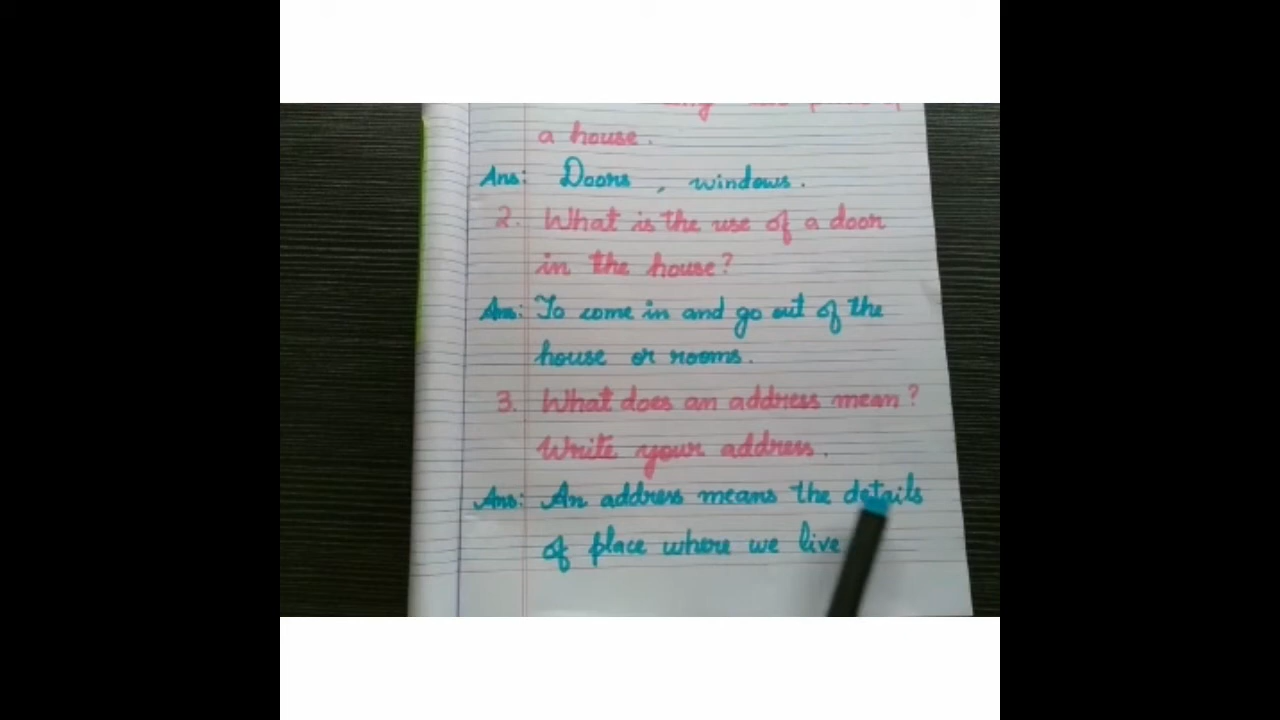 a house.
Ans: Doors, windows.
2. What is the use of a door
in the house?
Ans: To come in and go out of the
house or rooms.
3. What does an address mean?
Write your address.
Ans: An address means the details
of place where we live